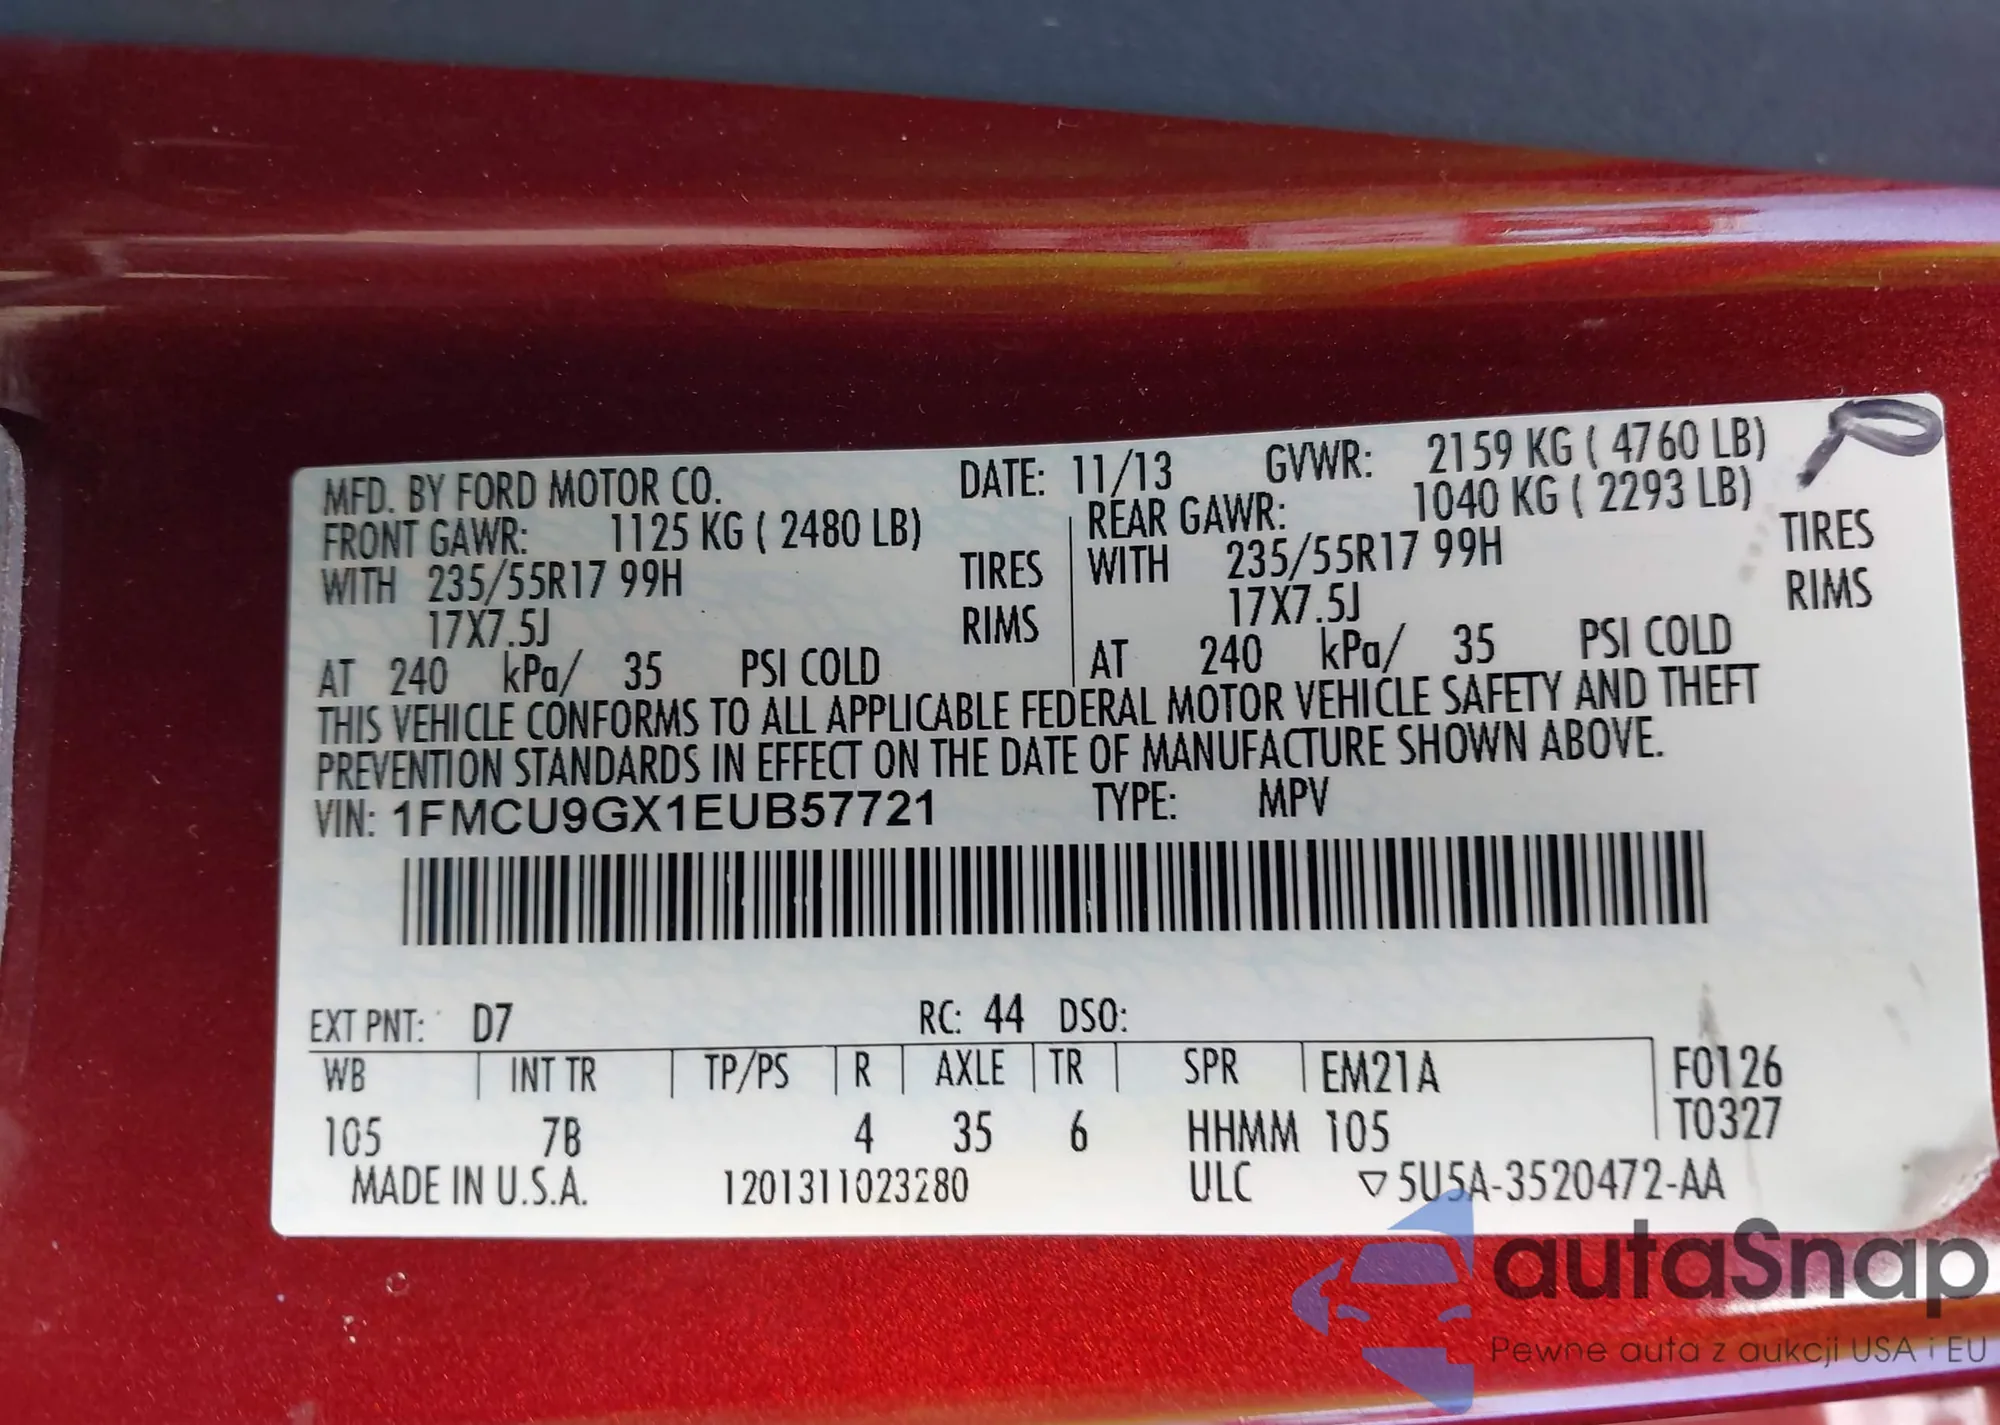 MFD. BY FORD MOTOR CO. DATE: 11/13 GVWR: 2159 KG ( 4760 LB)
FRONT GAWR: 1125 KG ( 2480 LB) REAR GAWR: 1040 KG ( 2293 LB)
WITH 235/55R17 99H TIRES WITH 235/55R17 99H TIRES
17X7.5J RIMS 17X7.5J RIMS
AT 240 kPa/ 35 PSI COLD AT 240 kPa/ 35 PSI COLD
THIS VEHICLE CONFORMS TO ALL APPLICABLE FEDERAL MOTOR VEHICLE SAFETY AND THEFT
PREVENTION STANDARDS IN EFFECT ON THE DATE OF MANUFACTURE SHOWN ABOVE.
VIN: 1FMCU9GX1EUB57721 TYPE: MPV
EXT PNT: D7 RC: 44 DSO:
WB INT TR TP/PS R AXLE TR SPR EM21A F0126
105 7B 4 35 6 HHMM 105 T0327
MADE IN U.S.A. 1201311023280 ULC ▽5U5A-3520472-AA
autaSnap
Pewne auta z aukcji USA i EU